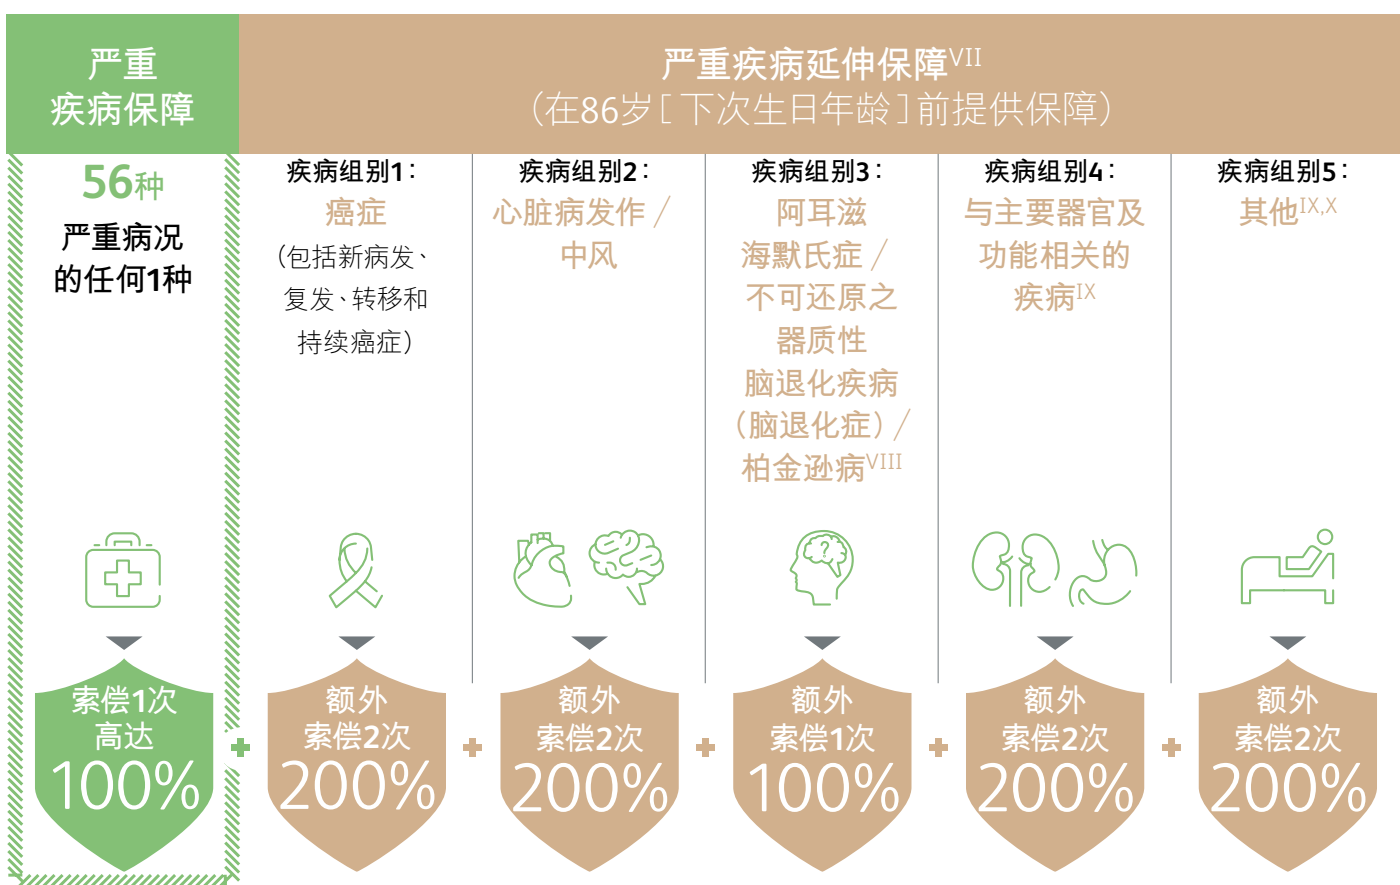 严重
疾病保障
严重疾病延伸保障VII
（在86岁［下次生日年龄］前提供保障）
56种
严重病况
的任何1种
索偿1次
高达
100%
疾病组别1：
癌症
（包括新病发、
复发、转移和
持续癌症）
额外
索偿2次
200%
疾病组别2：
心脏病发作 /
中风
额外
索偿2次
200%
疾病组别3：
阿耳滋
海默氏症 /
不可还原之
器质性
脑退化疾病
（脑退化症）/
柏金逊病VIII
?
额外
索偿1次
100%
疾病组别4：
与主要器官及
功能相关的
疾病IX
额外
索偿2次
200%
疾病组别5：
其他IX,X
额外
索偿2次
200%